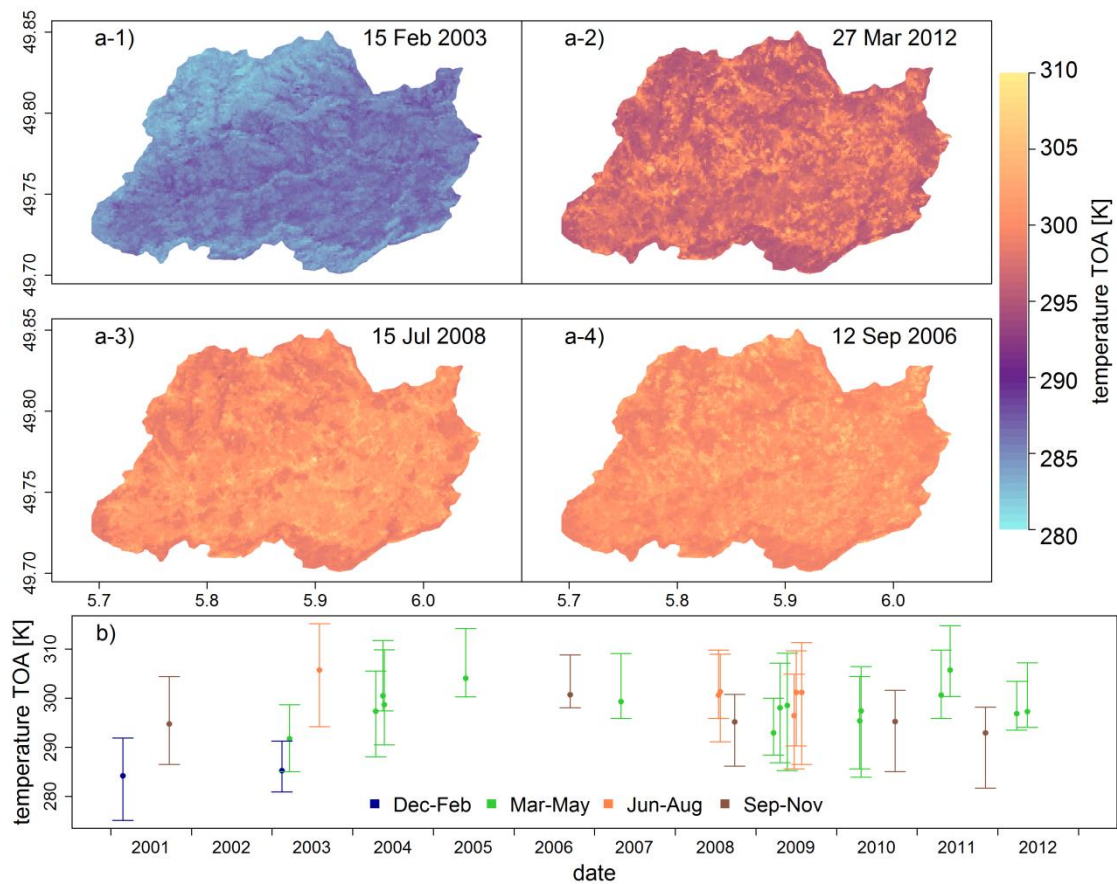 a-1) 15 Feb 2003
a-2) 27 Mar 2012
49.85
49.80
49.75
49.70
a-3) 15 Jul 2008
a-4) 12 Sep 2006
49.85
49.80
49.75
49.70
5.7 5.8 5.9 6.0
5.7 5.8 5.9 6.0
310
305
300
295
290
285
280
temperature TOA [K]
b)
temperature TOA [K]
310
300
290
280
Dec-Feb Mar-May Jun-Aug Sep-Nov
2001 2002 2003 2004 2005 2006 2007 2008 2009 2010 2011 2012
date